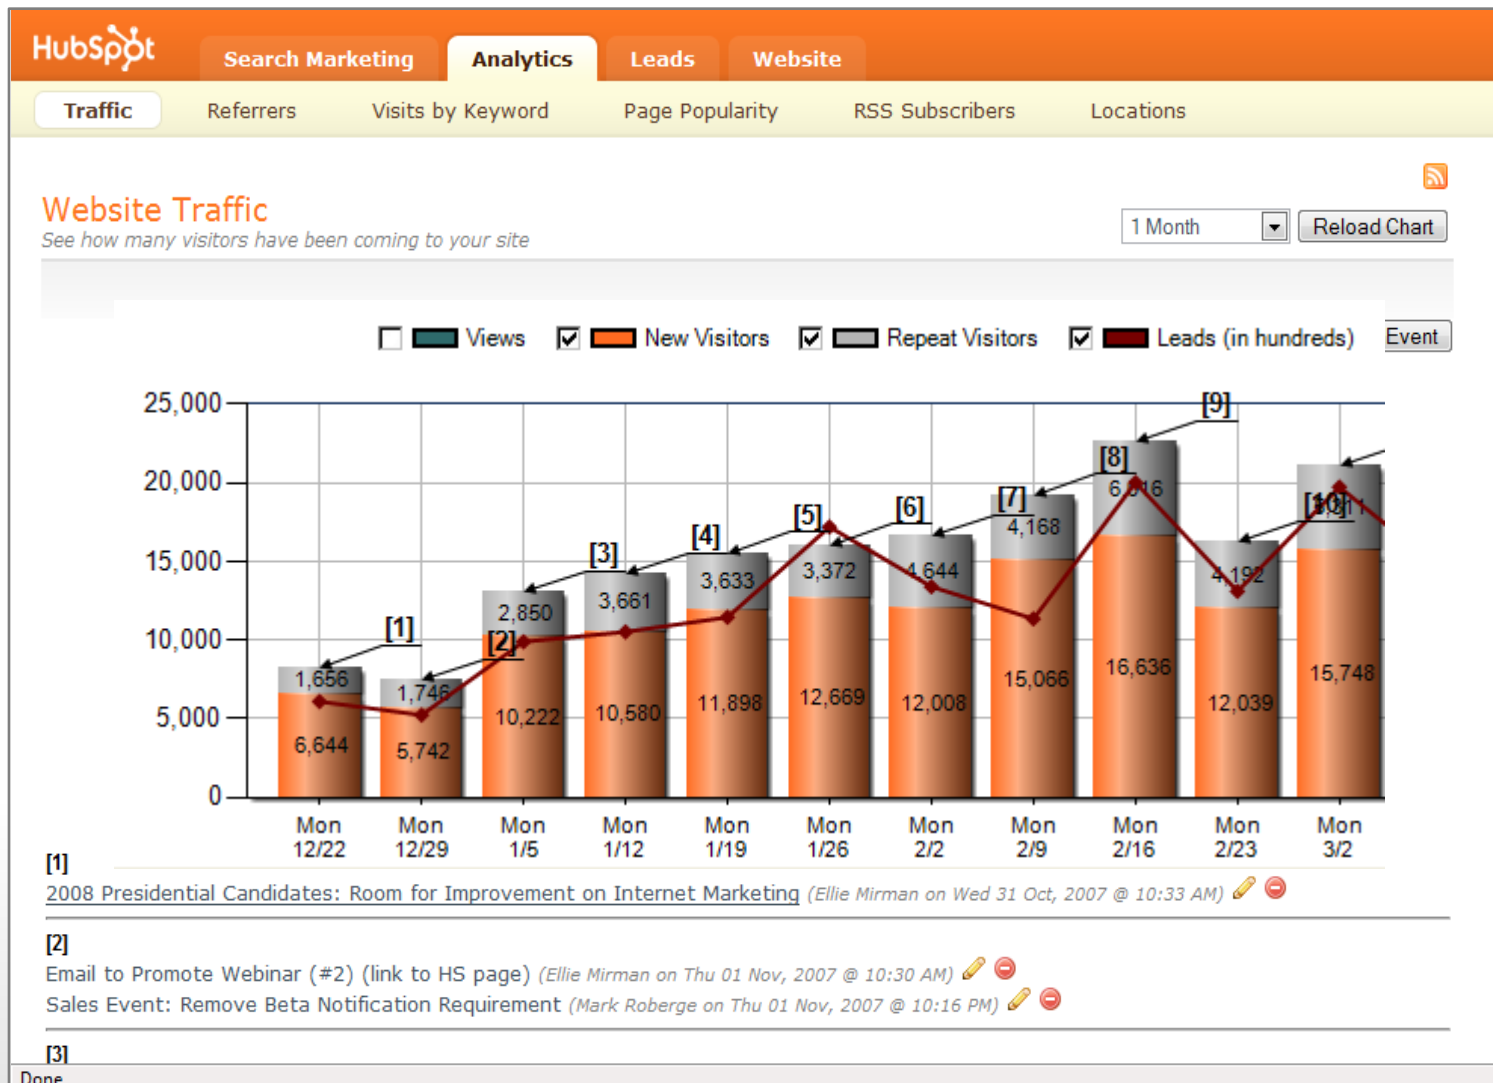 HubSpot
Search Marketing Analytics Leads Website
Traffic Referrers Visits by Keyword Page Popularity RSS Subscribers Locations
Website Traffic
See how many visitors have been coming to your site
1 Month Reload Chart
Views New Visitors Repeat Visitors Leads (in hundreds) Event
25,000
20,000
15,000
10,000
5,000
0
[1] [2] [3] [4] [5] [6] [7] [8] [9] [10]
1,656 1,746 2,850 3,661 3,633 3,372 4,644 4,168 4,192
6,644 5,742 10,222 10,580 11,898 12,669 12,008 15,066 16,636 12,039 15,748
Mon Mon Mon Mon Mon Mon Mon Mon Mon Mon Mon
12/22 12/29 1/5 1/12 1/19 1/26 2/2 2/9 2/16 2/23 3/2
[1]
2008 Presidential Candidates: Room for Improvement on Internet Marketing (Ellie Mirman on Wed 31 Oct, 2007 @ 10:33 AM)
[2]
Email to Promote Webinar (#2) (link to HS page) (Ellie Mirman on Thu 01 Nov, 2007 @ 10:30 AM)
Sales Event: Remove Beta Notification Requirement (Mark Roberge on Thu 01 Nov, 2007 @ 10:16 PM)
[3]
Done